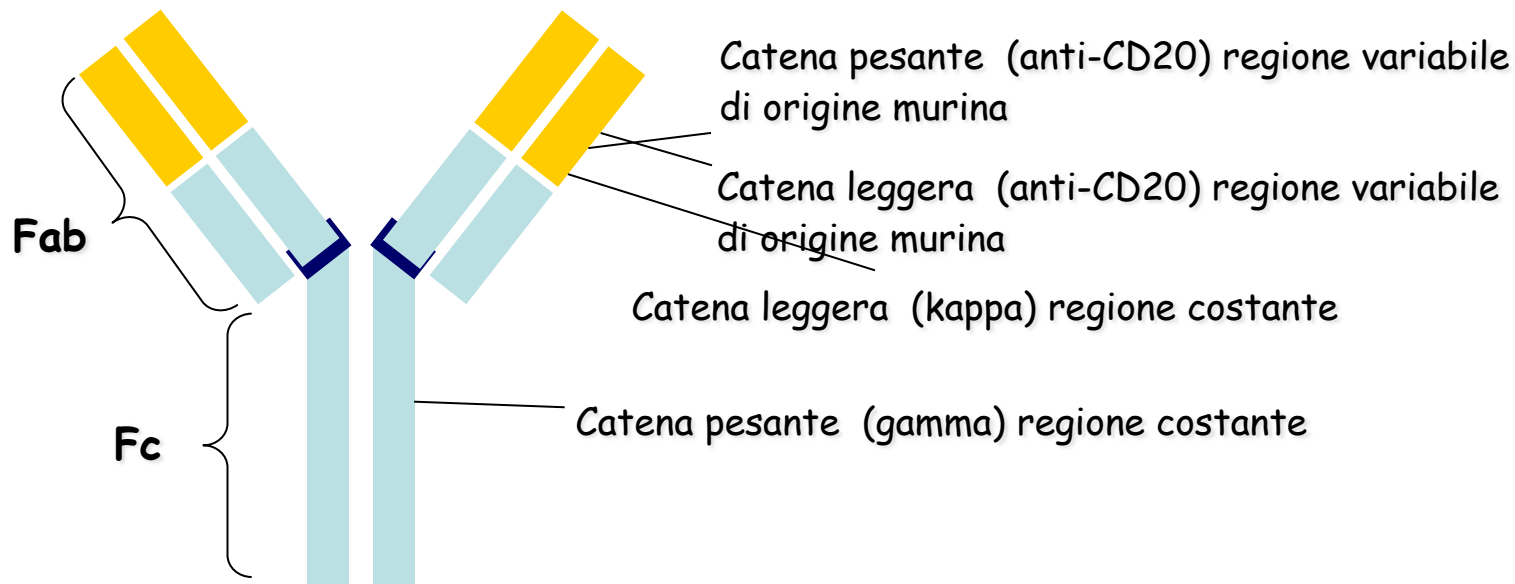 Catena pesante (anti-CD20) regione variabile
di origine murina
Catena leggera (anti-CD20) regione variabile
di origine murina
Fab
Catena leggera (kappa) regione costante
Catena pesante (gamma) regione costante
Fc